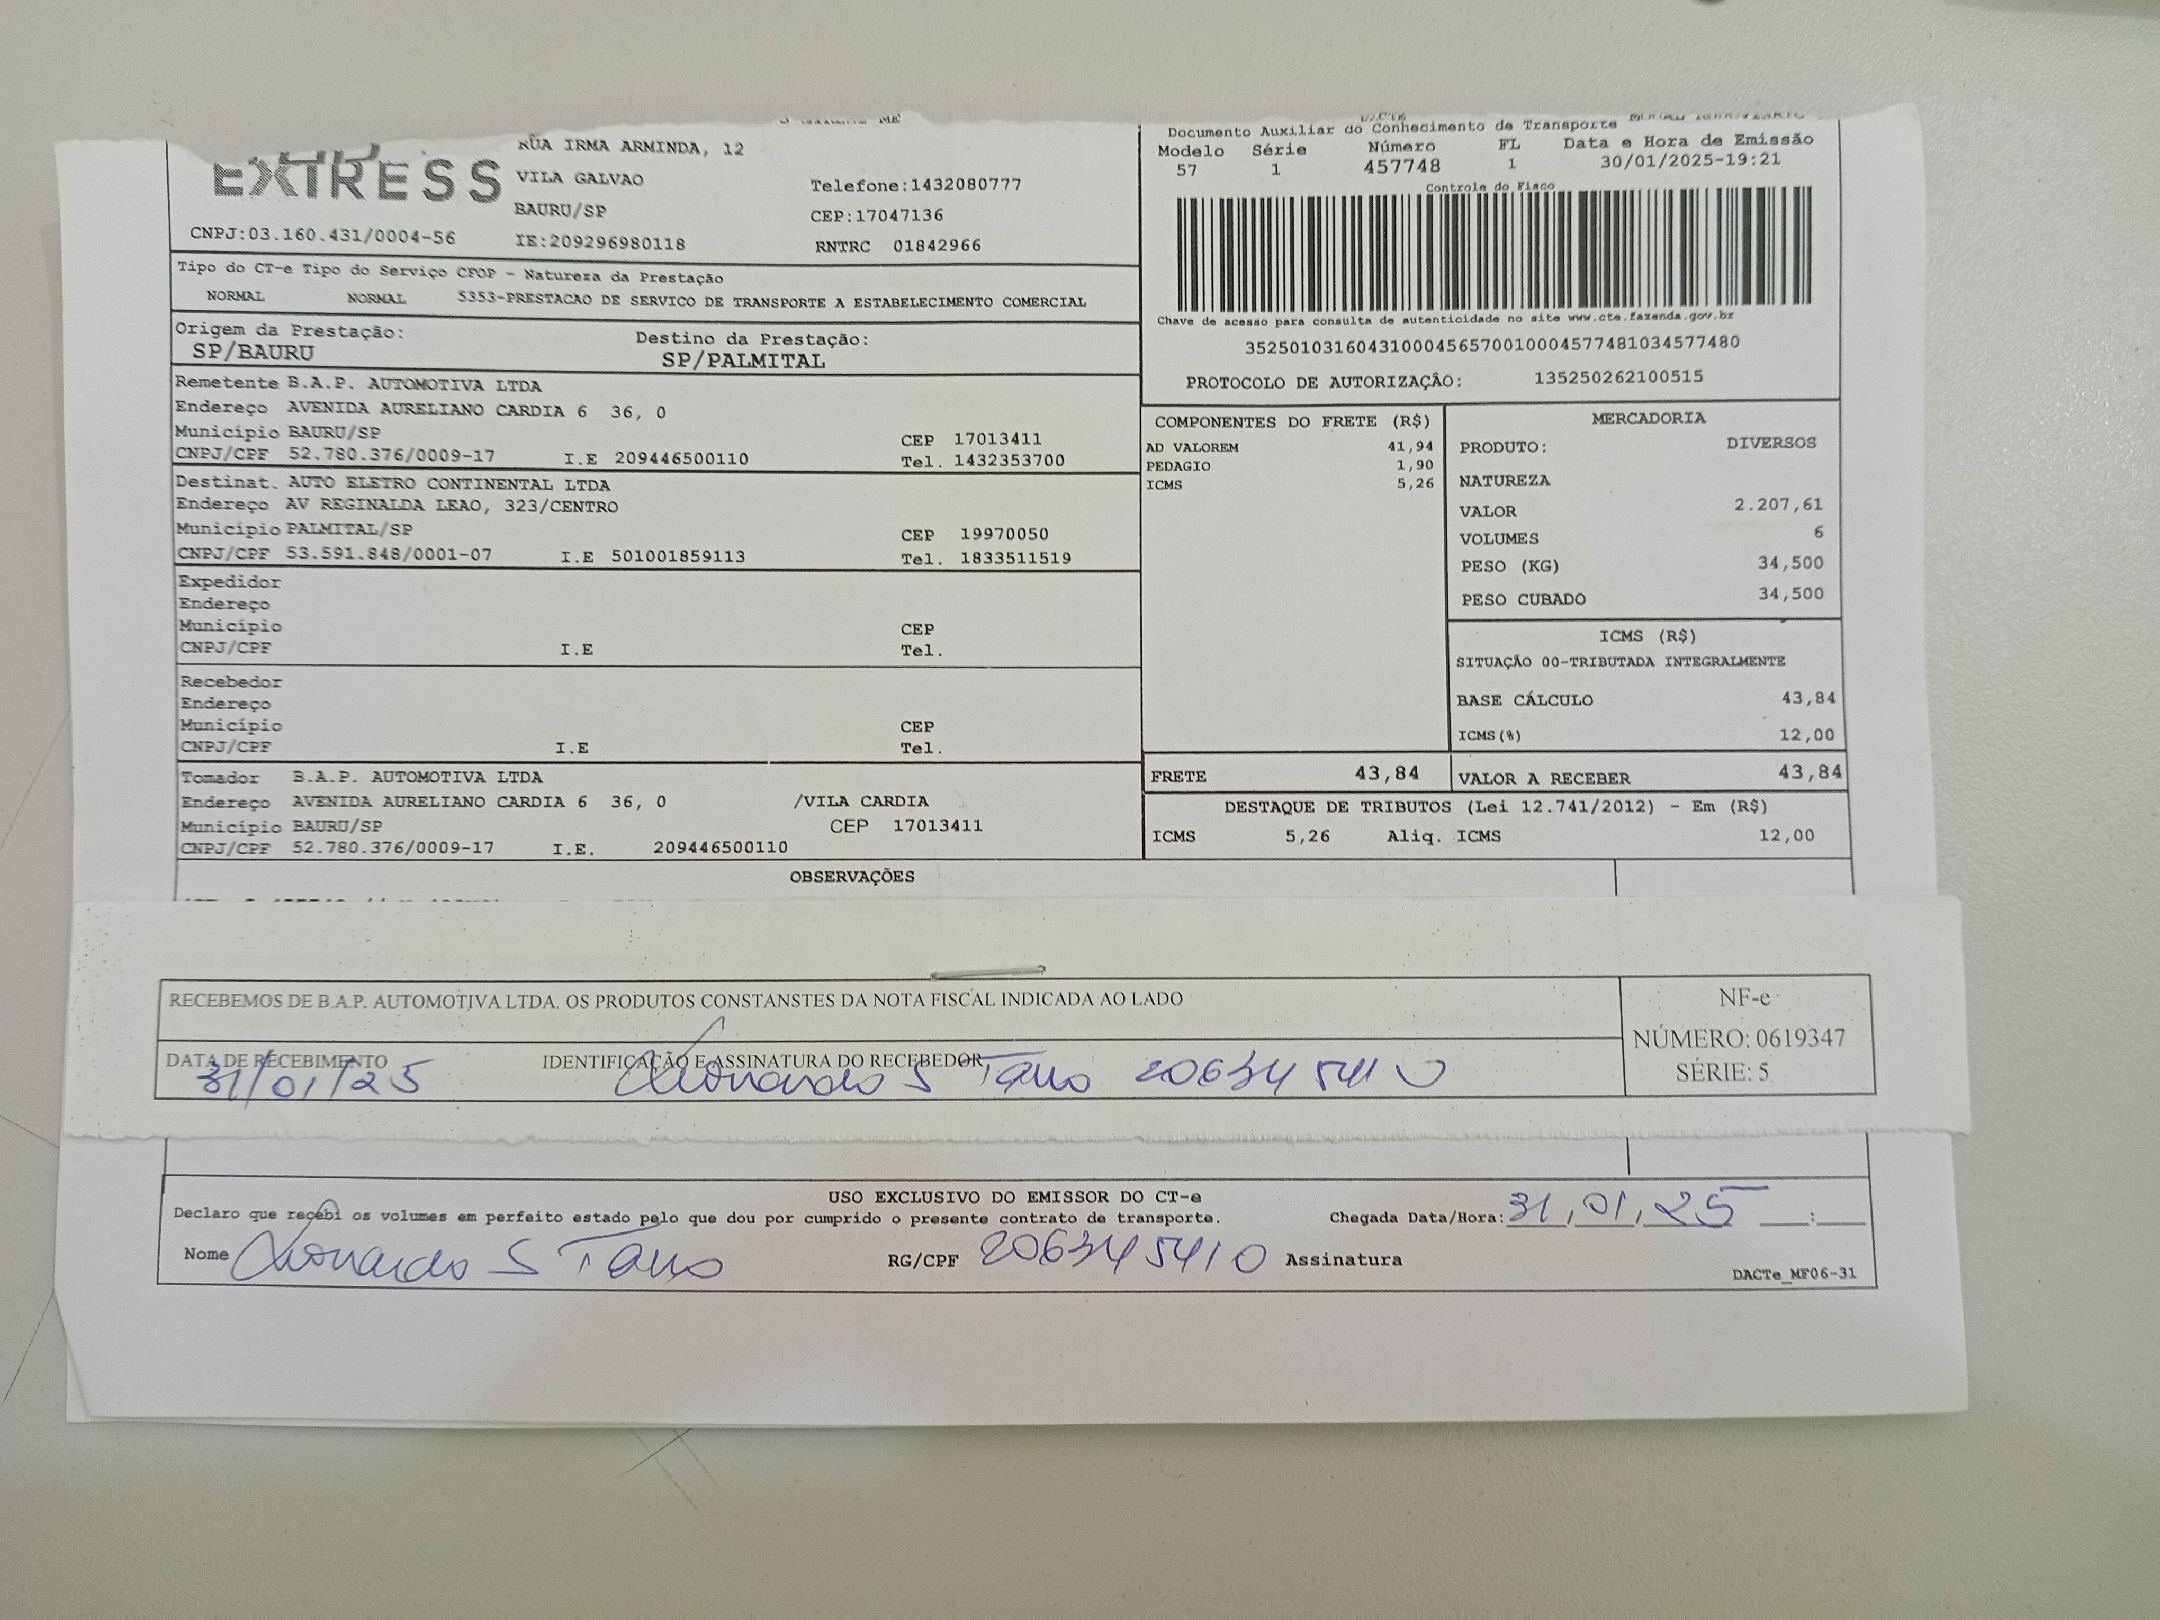 ME
RUA IRMA ARMINDA, 12
EXTRESS
VILA GALVAO
Telefone:1432080777
BAURU/SP
CEP:17047136
CNPJ:03.160.431/0004-56
IE:209296980118
RNTRC 01842966
Documento Auxiliar do Conhecimento de Transporte
Modelo Série Número FL Data e Hora de Emissão
57 1 457748 1 30/01/2025-19:21
Controle do Fisco
Chave de acesso para consulta de autenticidade no site www.cte.fazenda.gov.br
35250103160431000456570010004577481034577480
PROTOCOLO DE AUTORIZAÇÃO: 135250262100515
Tipo do CT-e Tipo do Serviço CFOP - Natureza da Prestação
NORMAL NORMAL 5353-PRESTACAO DE SERVICO DE TRANSPORTE A ESTABELECIMENTO COMERCIAL
Origem da Prestação: Destino da Prestação:
SP/BAURU SP/PALMITAL
Remetente B.A.P. AUTOMOTIVA LTDA
Endereço AVENIDA AURELIANO CARDIA 6 36, 0
Município BAURU/SP CEP 17013411
CNPJ/CPF 52.780.376/0009-17 I.E 209446500110 Tel. 1432353700
Destinat. AUTO ELETRO CONTINENTAL LTDA
Endereço AV REGINALDA LEAO, 323/CENTRO
Município PALMITAL/SP CEP 19970050
CNPJ/CPF 53.591.848/0001-07 I.E 501001859113 Tel. 1833511519
Expedidor
Endereço
Município CEP
CNPJ/CPF I.E Tel.
Recebedor
Endereço
Município CEP
CNPJ/CPF I.E Tel.
Tomador B.A.P. AUTOMOTIVA LTDA
Endereço AVENIDA AURELIANO CARDIA 6 36, 0 /VILA CARDIA
Município BAURU/SP CEP 17013411
CNPJ/CPF 52.780.376/0009-17 I.E. 209446500110
COMPONENTES DO FRETE (R$)
AD VALOREM 41,94
PEDAGIO 1,90
ICMS 5,26
MERCADORIA
PRODUTO: DIVERSOS
NATUREZA
VALOR 2.207,61
VOLUMES 6
PESO (KG) 34,500
PESO CUBADO 34,500
ICMS (R$)
SITUAÇÃO 00-TRIBUTADA INTEGRALMENTE
BASE CÁLCULO 43,84
ICMS(%) 12,00
FRETE 43,84 VALOR A RECEBER 43,84
DESTAQUE DE TRIBUTOS (Lei 12.741/2012) - Em (R$)
ICMS 5,26 Aliq. ICMS 12,00
OBSERVAÇÕES
RECEBEMOS DE B.A.P. AUTOMOTIVA LTDA. OS PRODUTOS CONSTANSTES DA NOTA FISCAL INDICADA AO LADO
DATA DE RECEBIMENTO IDENTIFICAÇÃO E ASSINATURA DO RECEBEDOR
31/01/25 Leonardo S 206345410
NF-e
NÚMERO: 0619347
SÉRIE: 5
USO EXCLUSIVO DO EMISSOR DO CT-e
Declaro que recebi os volumes em perfeito estado pelo que dou por cumprido o presente contrato de transporte. Chegada Data/Hora: 31,01,25 __:__
Nome Leonardo S RG/CPF 206345410 Assinatura
DACTe_MF06-31